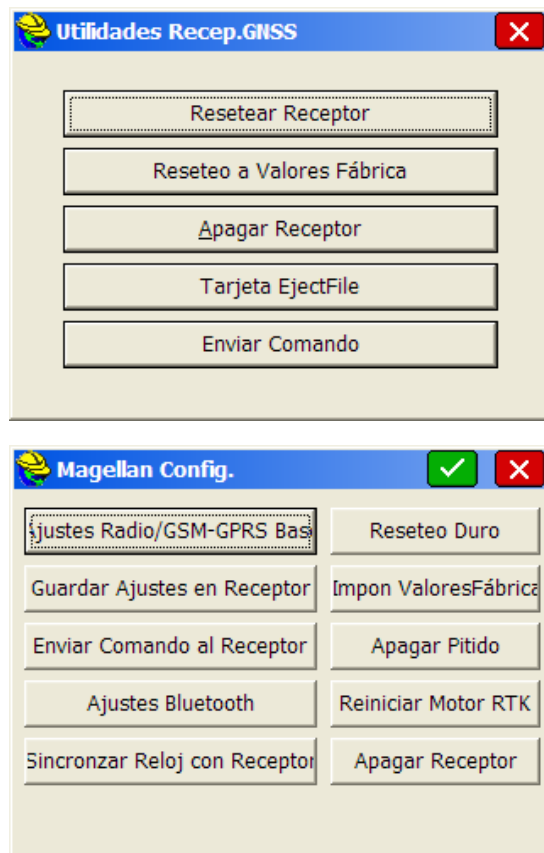 Utilidades Recep.GNSS
Resetear Receptor
Reseteo a Valores Fábrica
Apagar Receptor
Tarjeta EjectFile
Enviar Comando
Magellan Config.
justes Radio/GSM-GPRS Bas
Reseteo Duro
Guardar Ajustes en Receptor
Impon ValoresFábrica
Enviar Comando al Receptor
Apagar Pitido
Ajustes Bluetooth
Reiniciar Motor RTK
Sincronzar Reloj con Receptor
Apagar Receptor